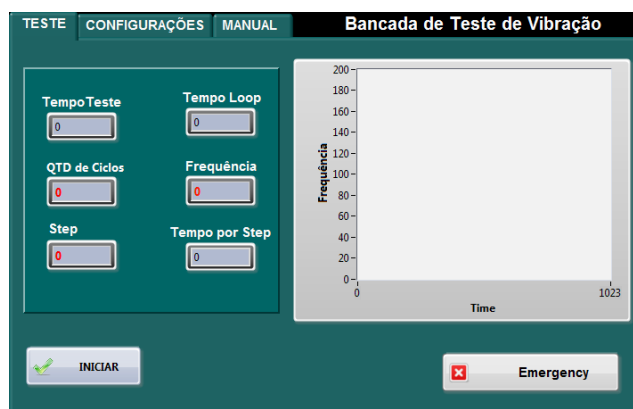 TESTE CONFIGURAÇÕES MANUAL Bancada de Teste de Vibração
TempoTeste Tempo Loop
0 0
QTD de Ciclos Frequência
0 0
Step Tempo por Step
0 0
200
180
160
140
120
100
80
60
40
20
0
Frequência
0 1023
Time
INICIAR Emergency